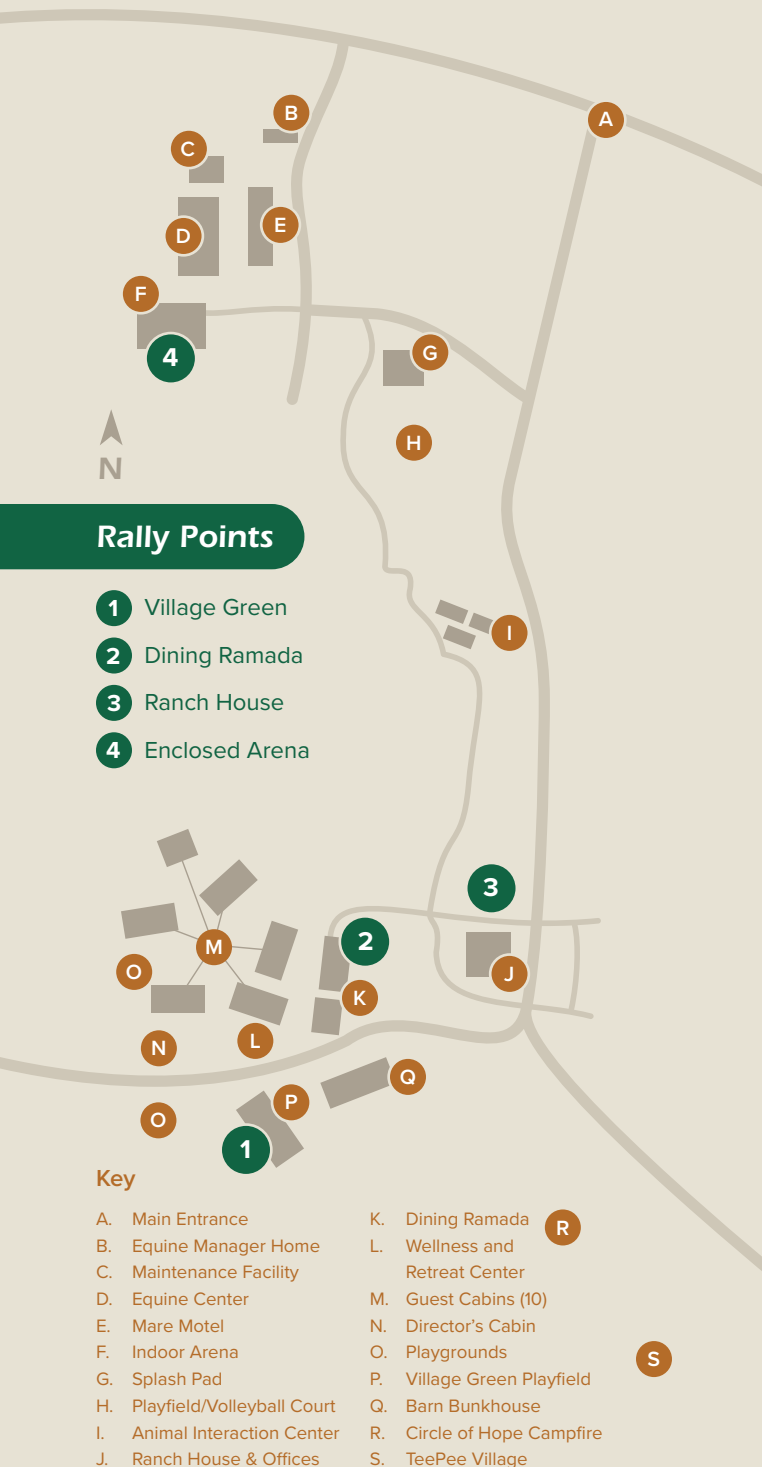 A
B
C
D
E
F
4
G
H
N
Rally Points
1 Village Green
2 Dining Ramada
3 Ranch House
4 Enclosed Arena
I
3
2
M
O
J
K
L
N
Q
P
O
1
Key
A. Main Entrance
B. Equine Manager Home
C. Maintenance Facility
D. Equine Center
E. Mare Motel
F. Indoor Arena
G. Splash Pad
H. Playfield/Volleyball Court
I. Animal Interaction Center
J. Ranch House & Offices
K. Dining Ramada
L. Wellness and
Retreat Center
M. Guest Cabins (10)
N. Director's Cabin
O. Playgrounds
P. Village Green Playfield
Q. Barn Bunkhouse
R. Circle of Hope Campfire
S. TeePee Village
R
S